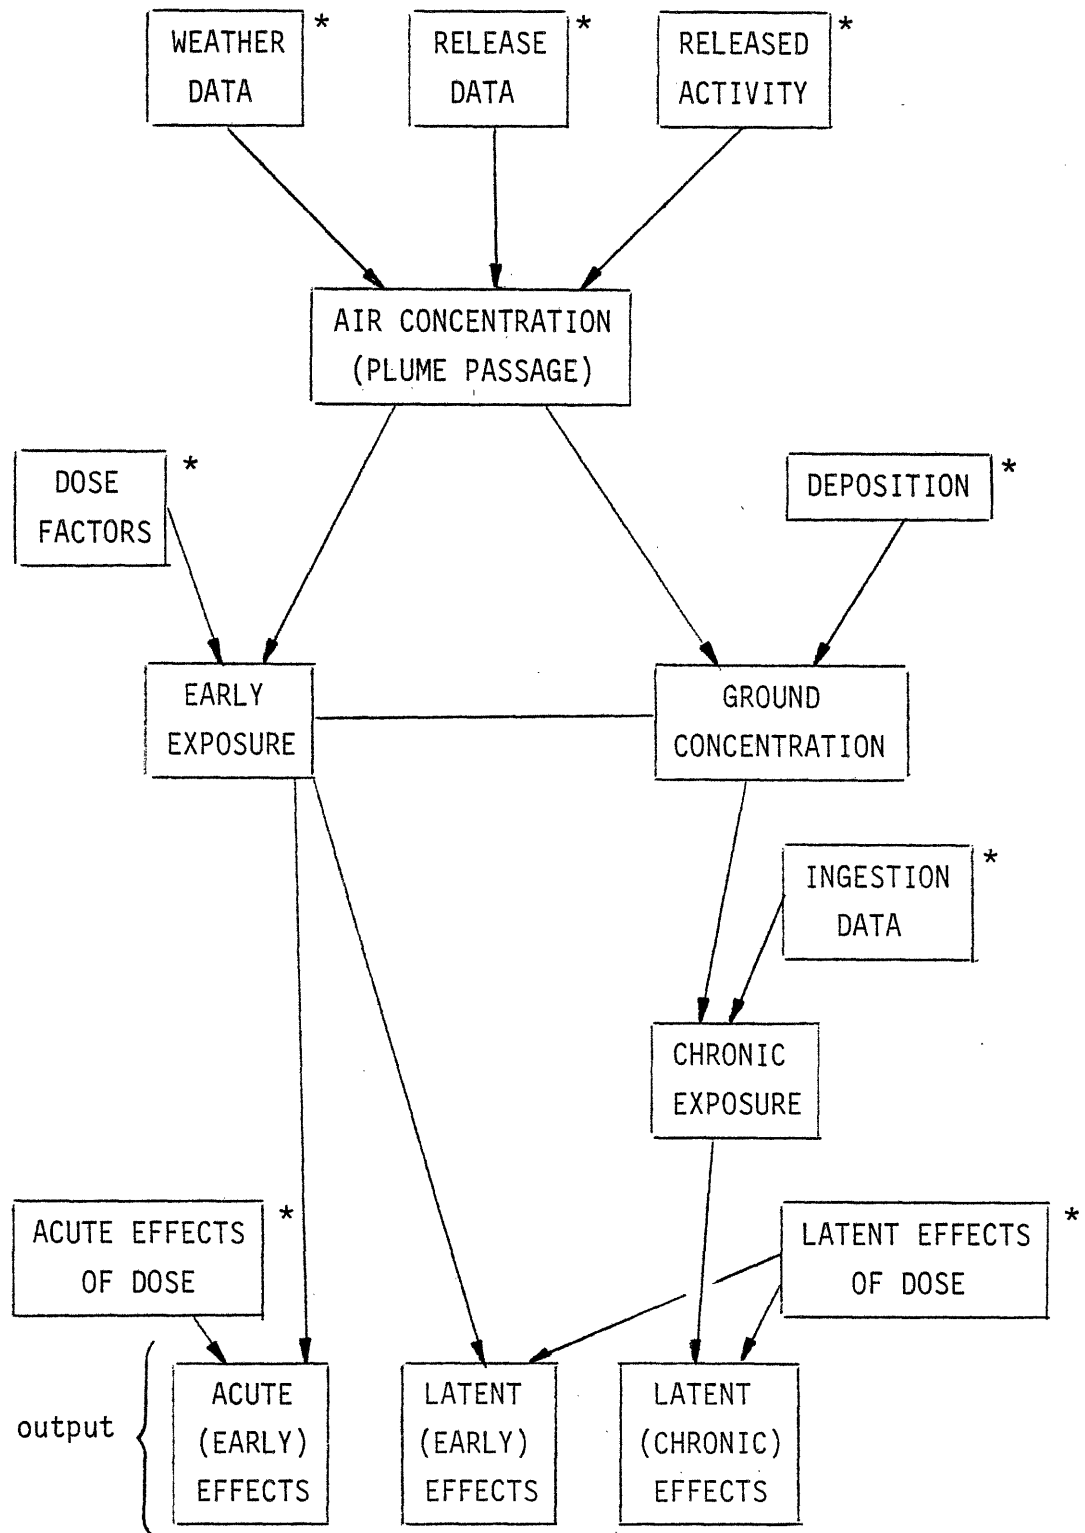 WEATHER
DATA
*
RELEASE
DATA
*
RELEASED
ACTIVITY
*
AIR CONCENTRATION
(PLUME PASSAGE)
DOSE
FACTORS
*
DEPOSITION
*
EARLY
EXPOSURE
GROUND
CONCENTRATION
INGESTION
DATA
*
CHRONIC
EXPOSURE
ACUTE EFFECTS
OF DOSE
*
LATENT EFFECTS
OF DOSE
*
output
ACUTE
(EARLY)
EFFECTS
LATENT
(EARLY)
EFFECTS
LATENT
(CHRONIC)
EFFECTS